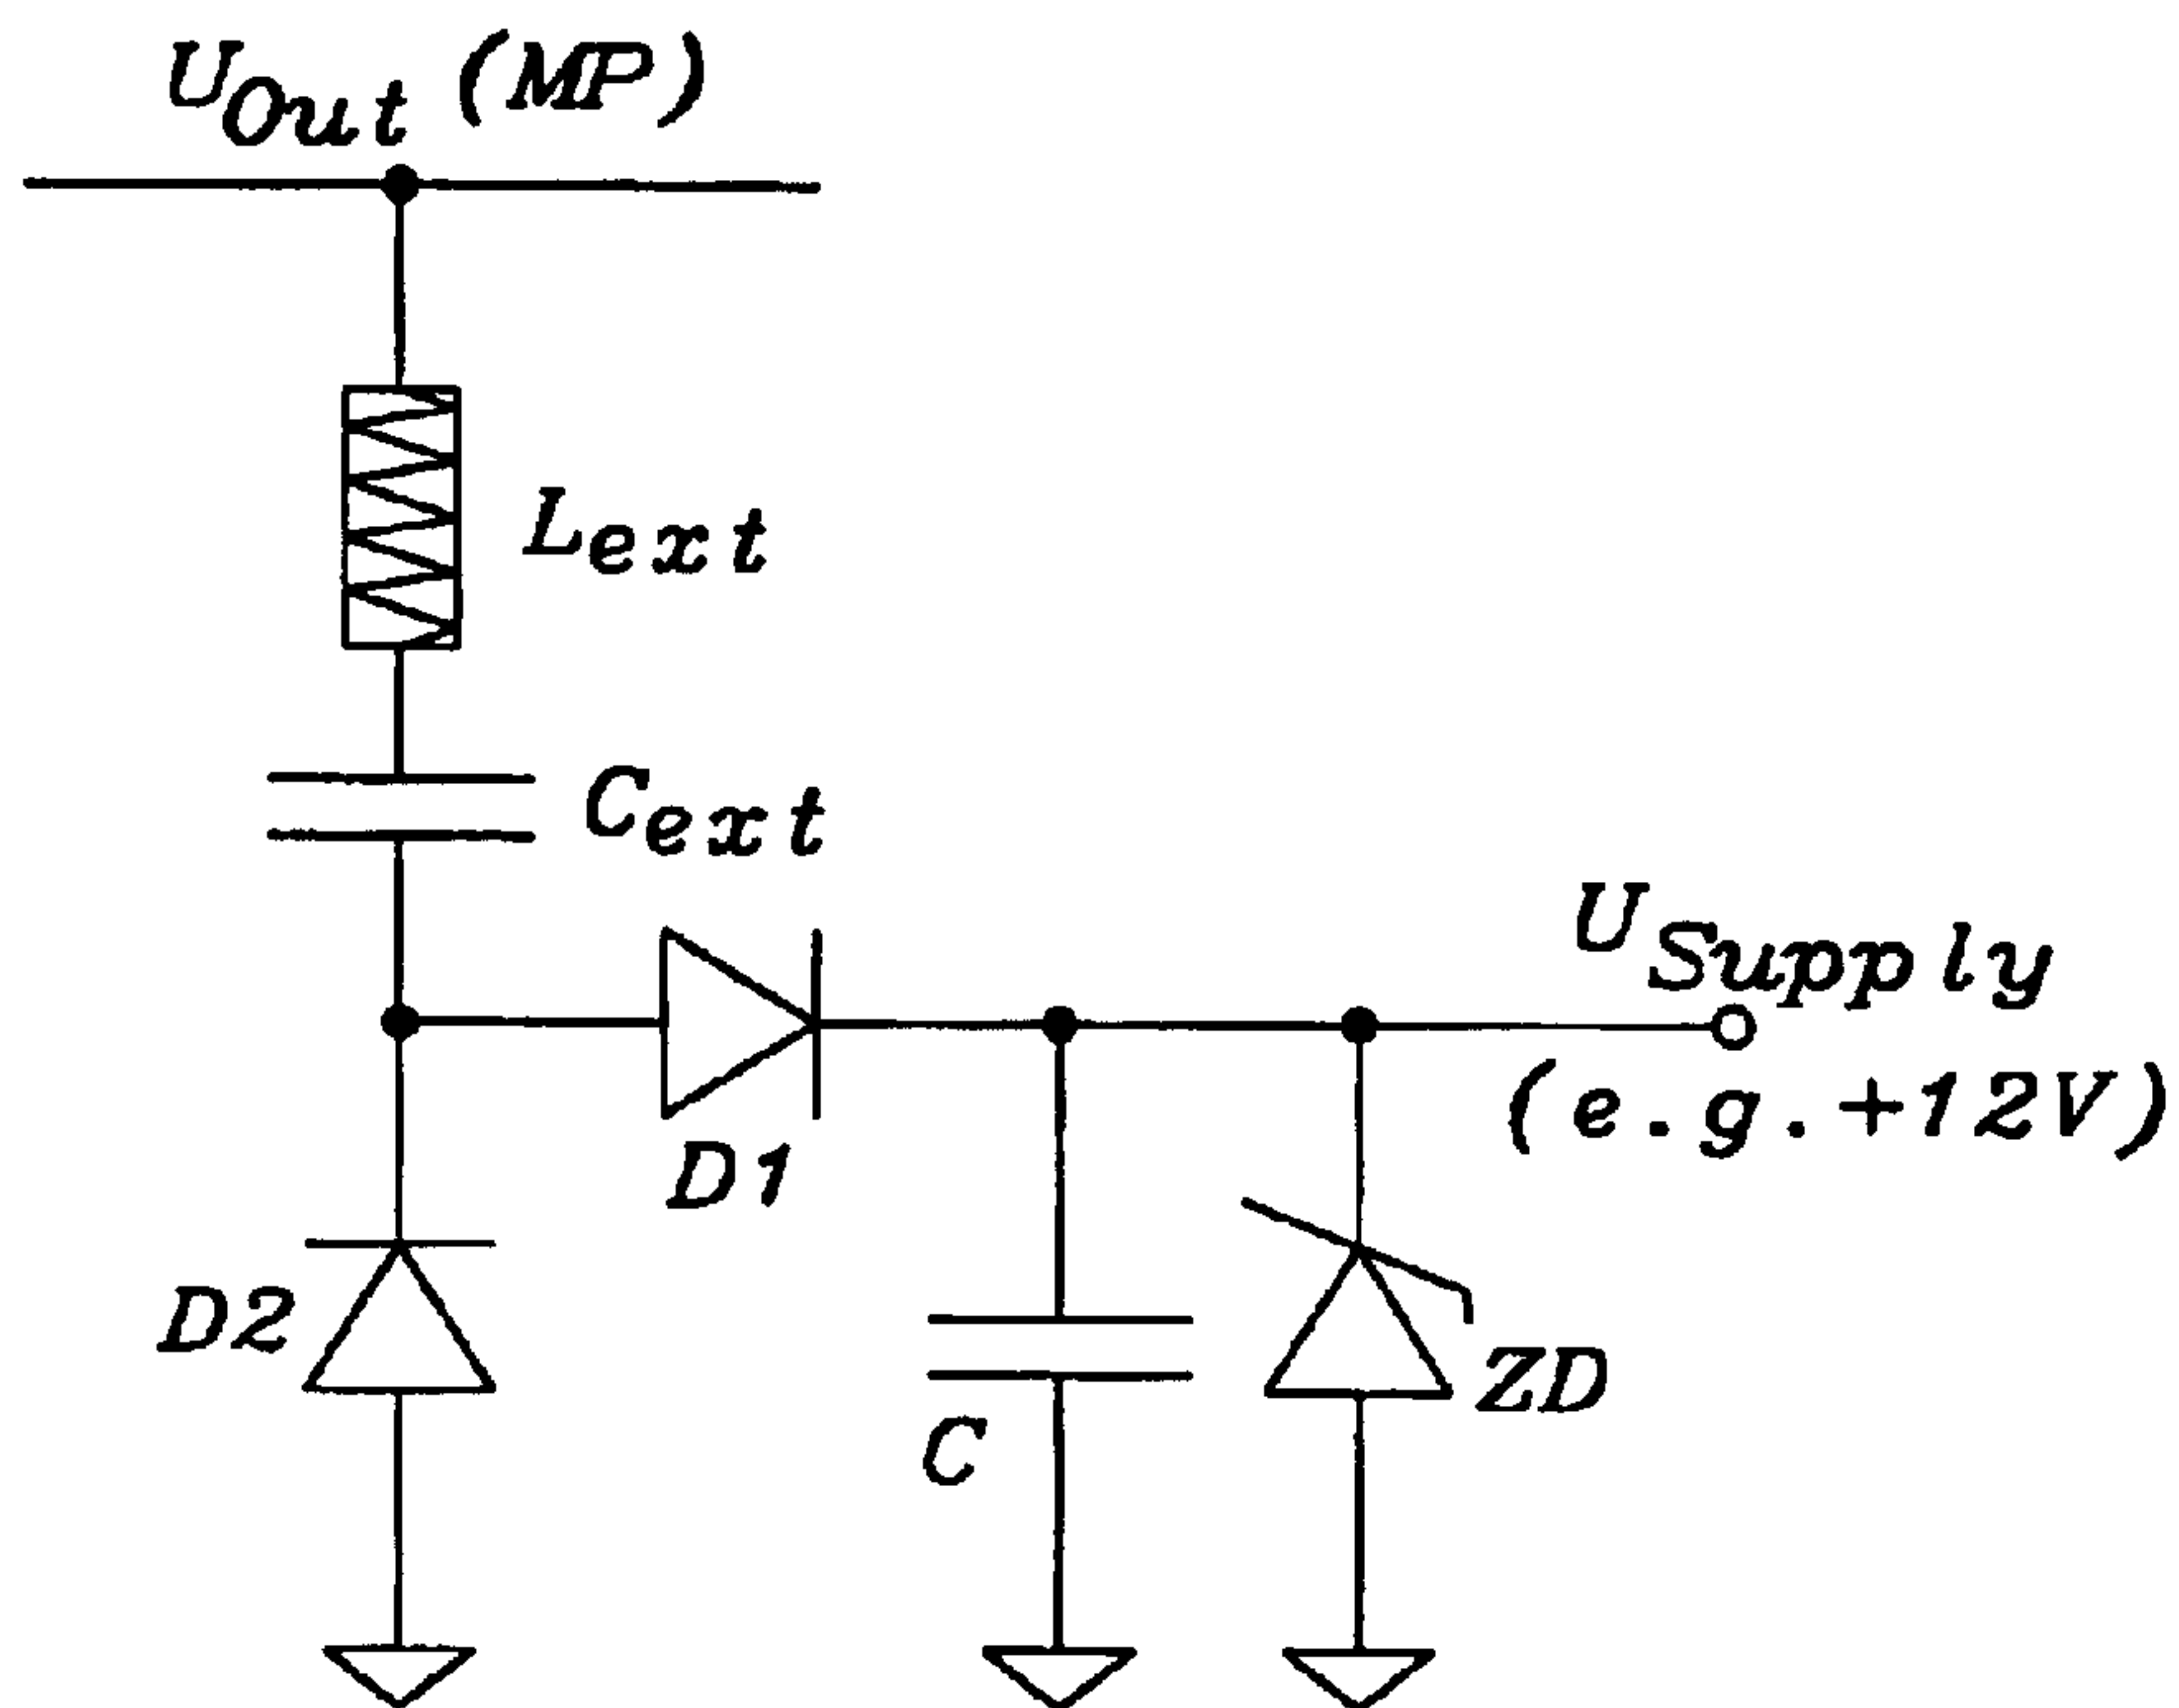 U_Out (MP)
L_ext
C_ext
U_Supply
(e.g.+12V)
D1
D2
ZD
C